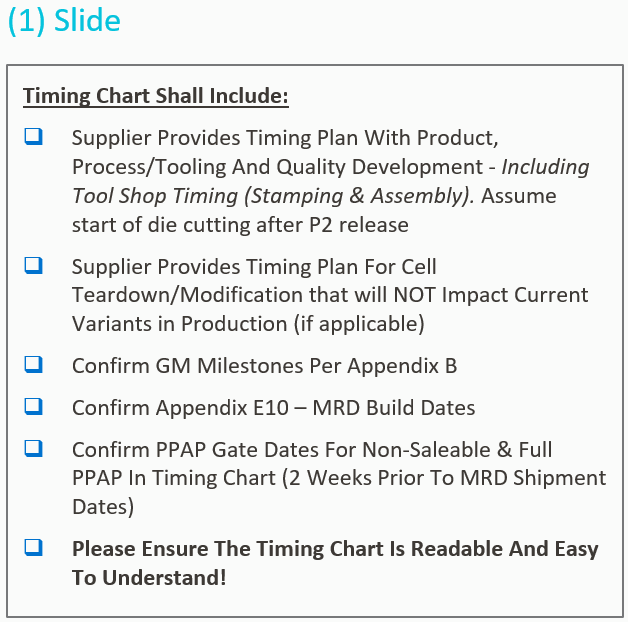 (1) Slide
Timing Chart Shall Include:
Supplier Provides Timing Plan With Product,
Process/Tooling And Quality Development - Including
Tool Shop Timing (Stamping & Assembly). Assume
start of die cutting after P2 release
Supplier Provides Timing Plan For Cell
Teardown/Modification that will NOT Impact Current
Variants in Production (if applicable)
Confirm GM Milestones Per Appendix B
Confirm Appendix E10 – MRD Build Dates
Confirm PPAP Gate Dates For Non-Saleable & Full
PPAP In Timing Chart (2 Weeks Prior To MRD Shipment
Dates)
Please Ensure The Timing Chart Is Readable And Easy
To Understand!